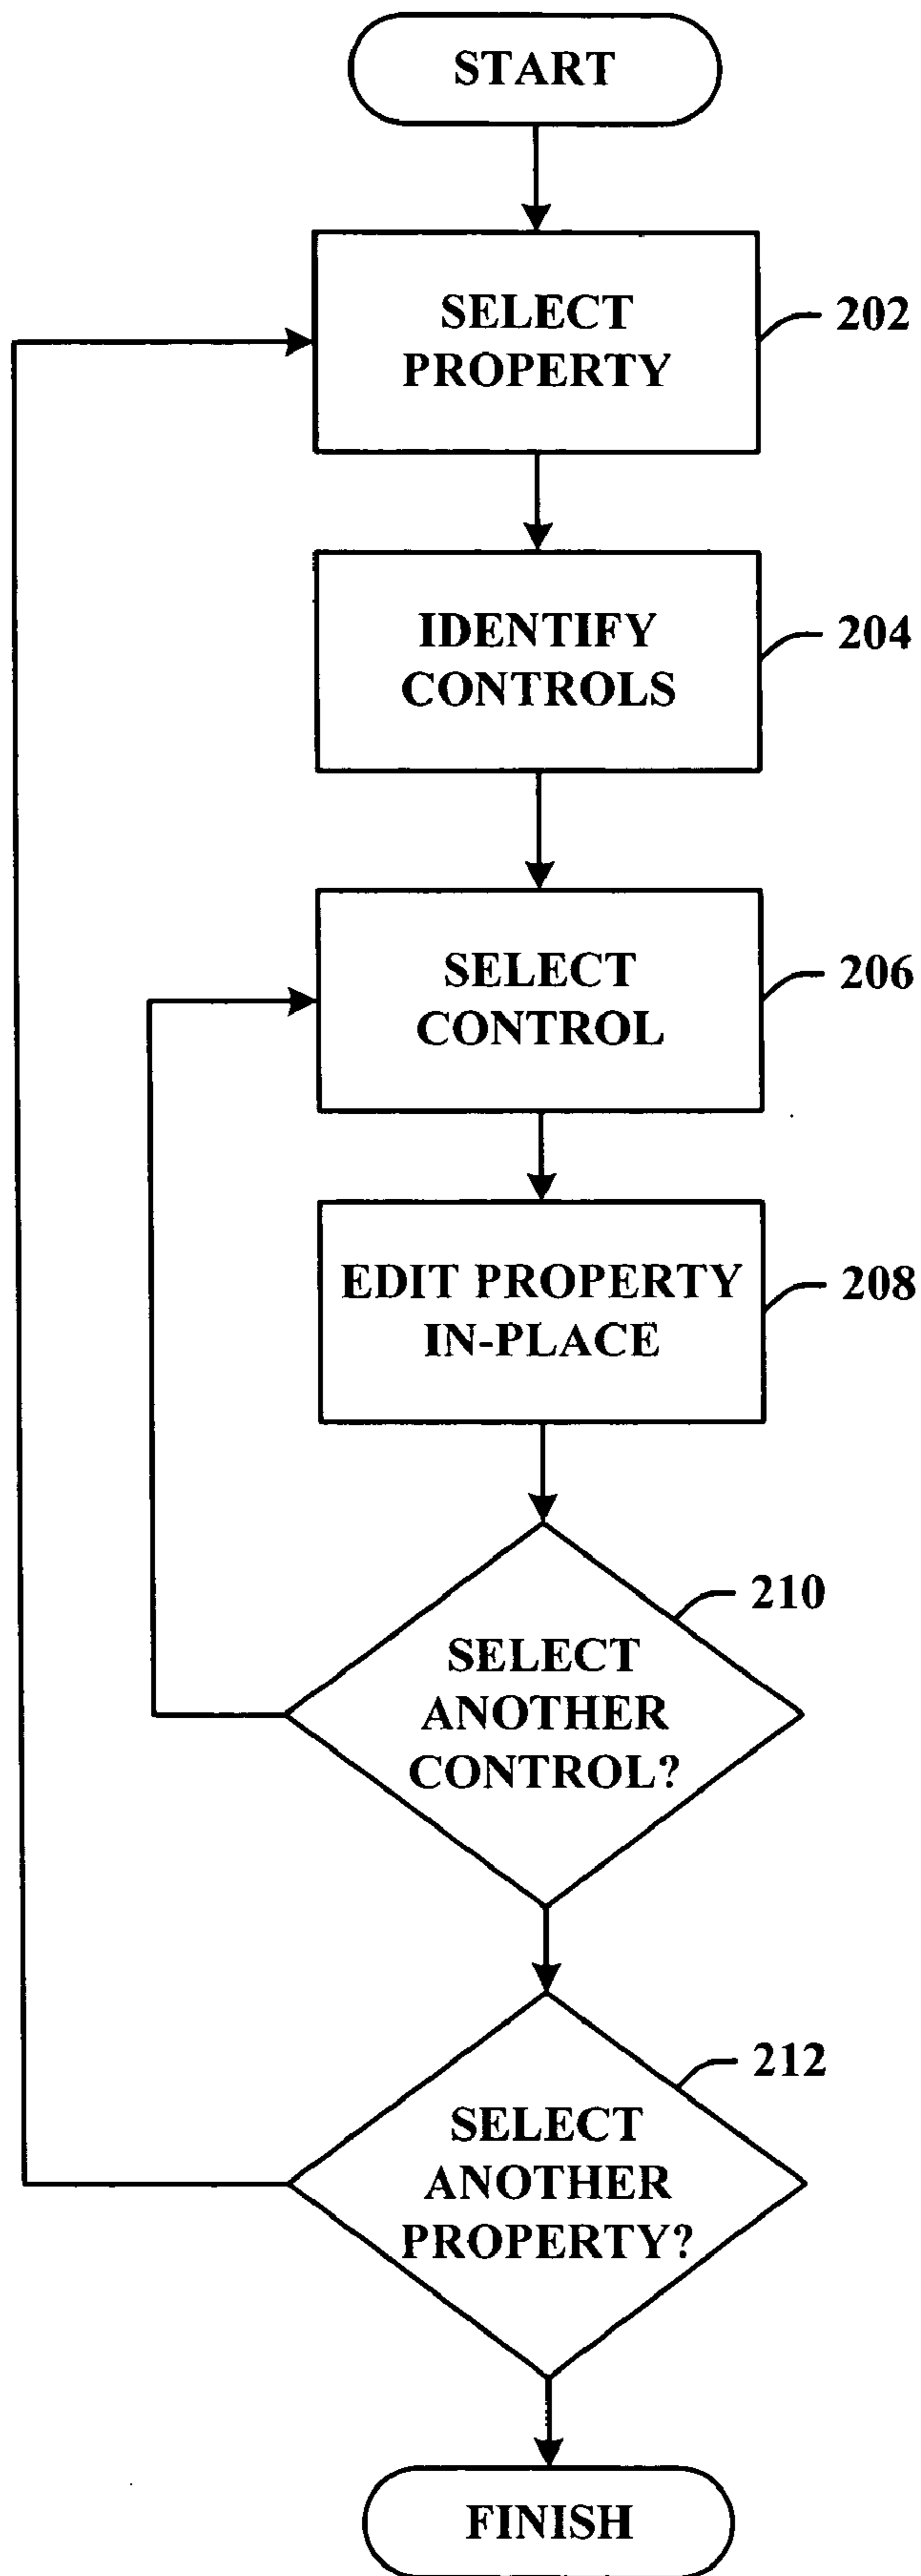 START
SELECT
PROPERTY
202
IDENTIFY
CONTROLS
204
SELECT
CONTROL
206
EDIT PROPERTY
IN-PLACE
208
210
SELECT
ANOTHER
CONTROL?
212
SELECT
ANOTHER
PROPERTY?
FINISH